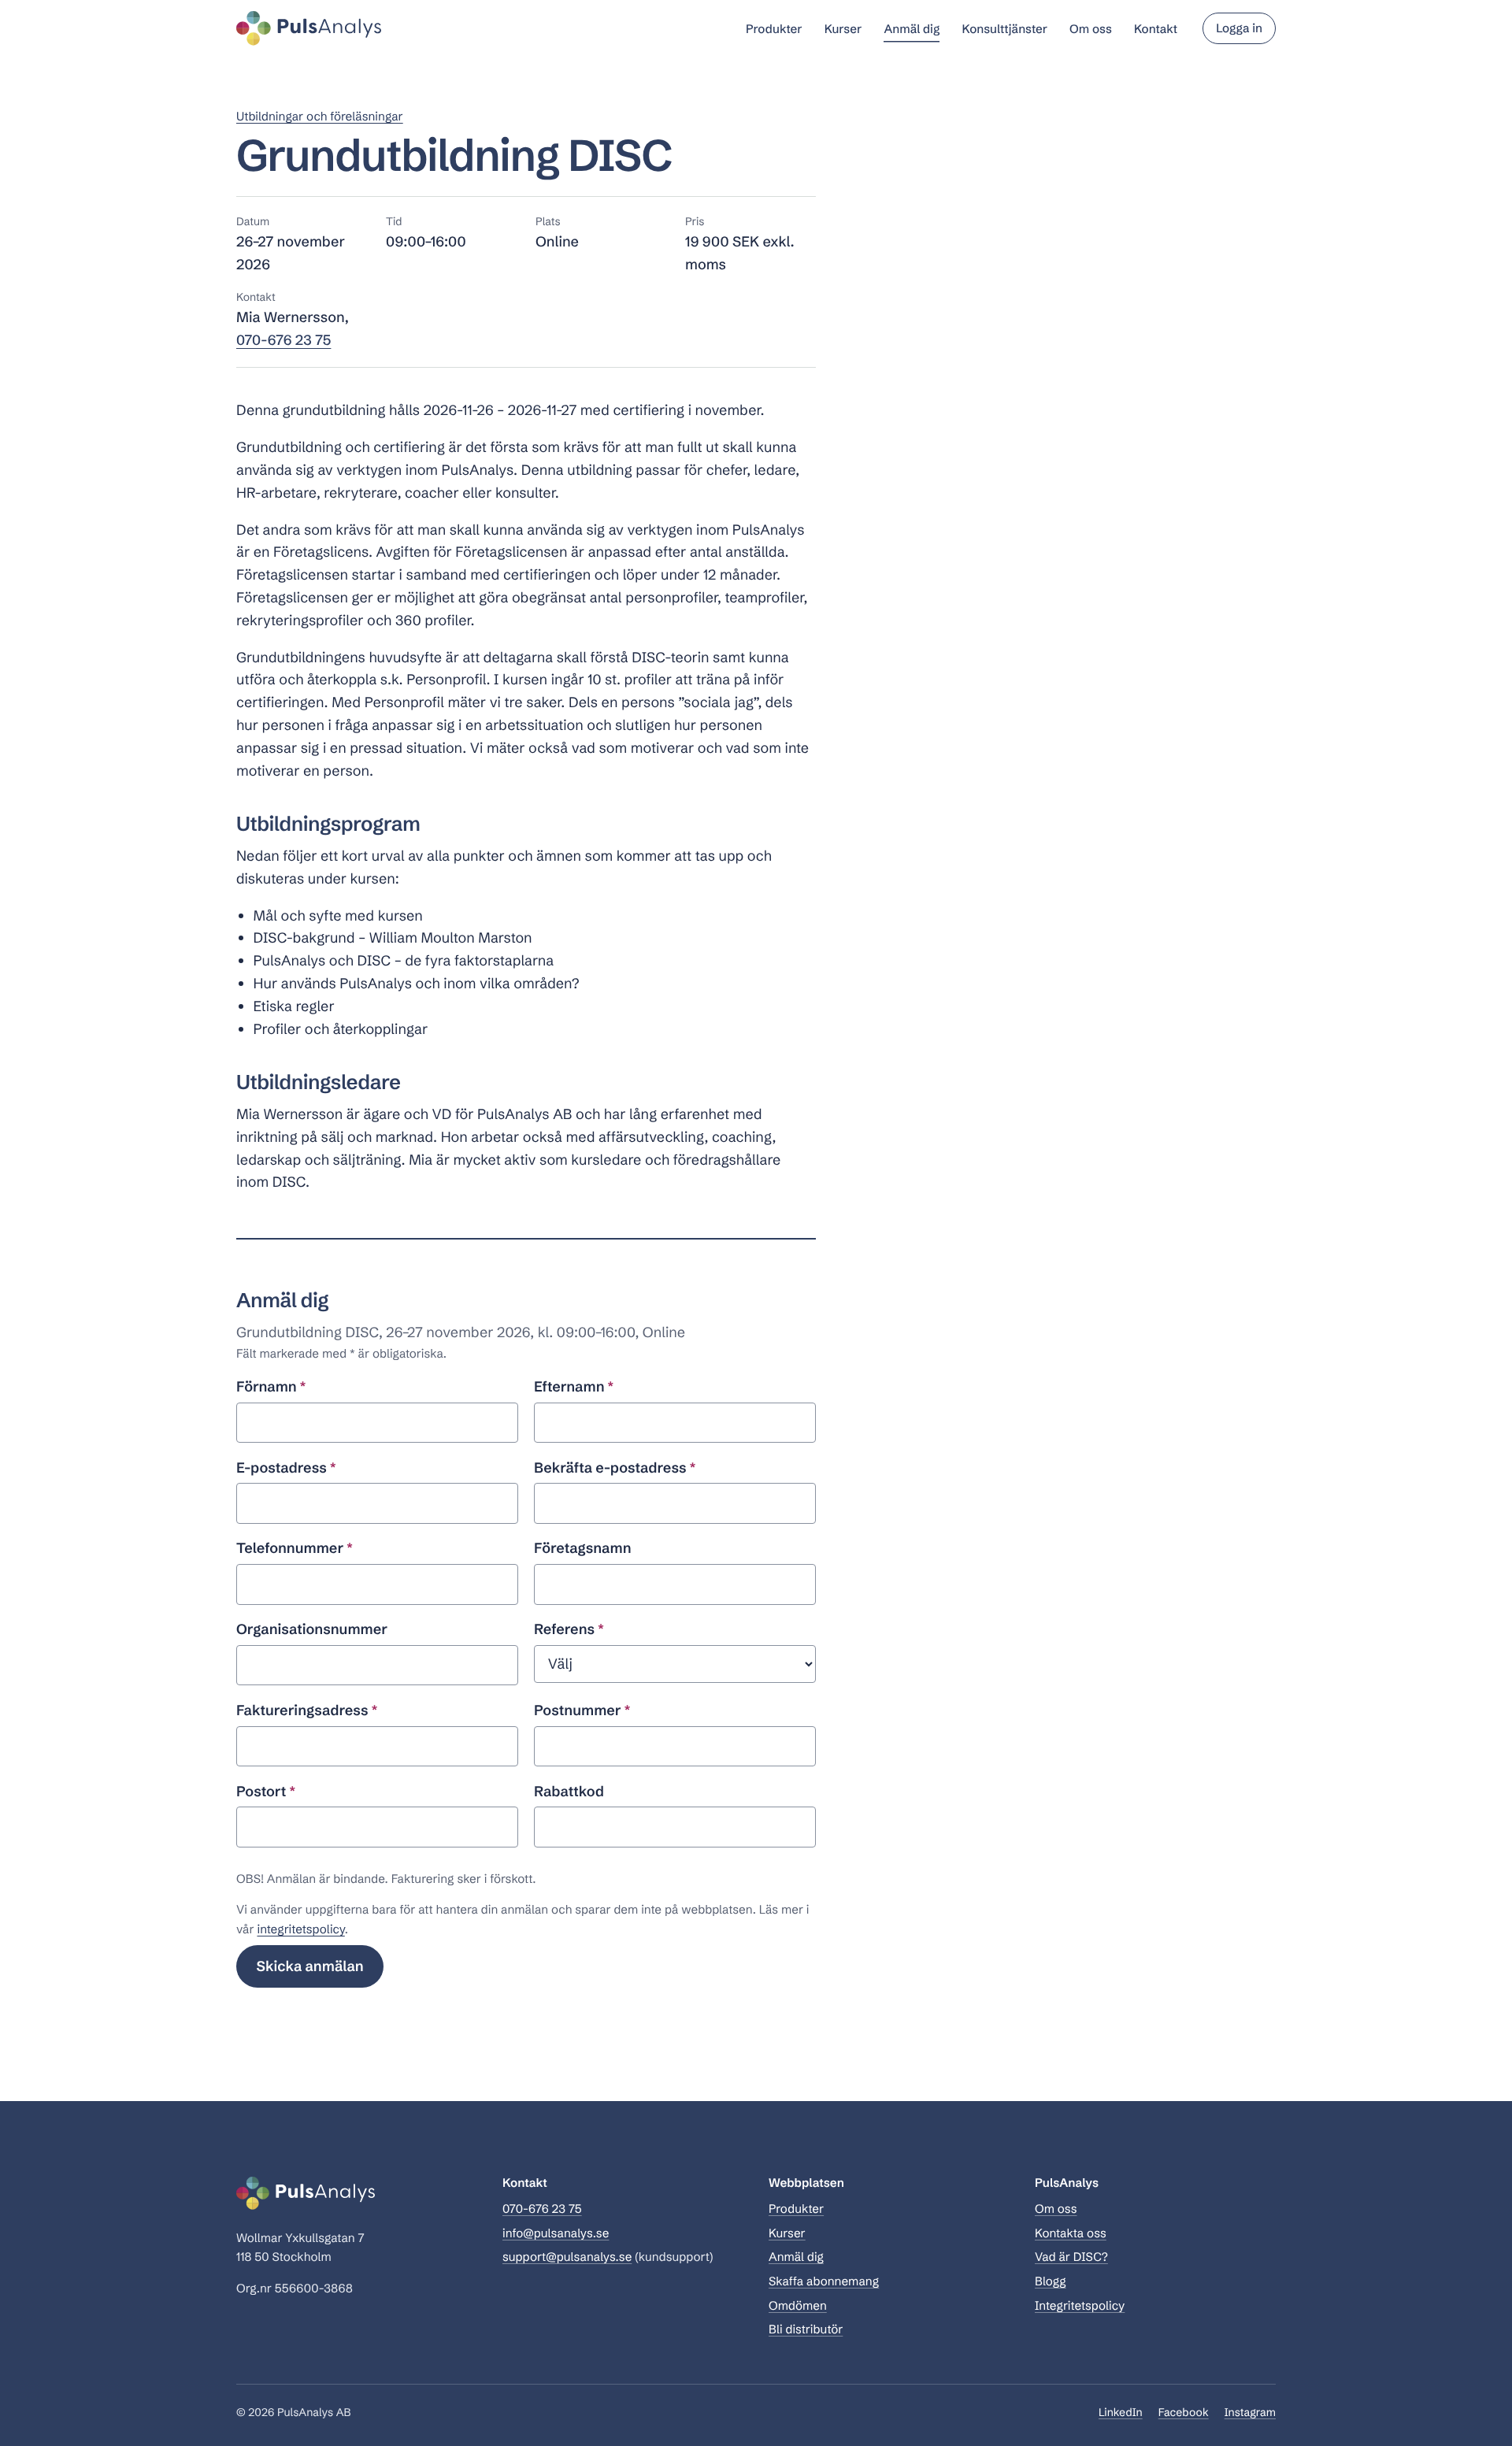 PulsAnalys
Produkter
Kurser
Anmäl dig
Konsulttjänster
Om oss
Kontakt
Logga in
Utbildningar och föreläsningar
Grundutbildning DISC
Datum
26–27 november
2026
Tid
09:00–16:00
Plats
Online
Pris
19 900 SEK exkl.
moms
Kontakt
Mia Wernersson,
070-676 23 75
Denna grundutbildning hålls 2026-11-26 – 2026-11-27 med certifiering i november.
Grundutbildning och certifiering är det första som krävs för att man fullt ut skall kunna
använda sig av verktygen inom PulsAnalys. Denna utbildning passar för chefer, ledare,
HR-arbetare, rekryterare, coacher eller konsulter.
Det andra som krävs för att man skall kunna använda sig av verktygen inom PulsAnalys
är en Företagslicens. Avgiften för Företagslicensen är anpassad efter antal anställda.
Företagslicensen startar i samband med certifieringen och löper under 12 månader.
Företagslicensen ger er möjlighet att göra obegränsat antal personprofiler, teamprofiler,
rekryteringsprofiler och 360 profiler.
Grundutbildningens huvudsyfte är att deltagarna skall förstå DISC-teorin samt kunna
utföra och återkoppla s.k. Personprofil. I kursen ingår 10 st. profiler att träna på inför
certifieringen. Med Personprofil mäter vi tre saker. Dels en persons ”sociala jag”, dels
hur personen i fråga anpassar sig i en arbetssituation och slutligen hur personen
anpassar sig i en pressad situation. Vi mäter också vad som motiverar och vad som inte
motiverar en person.
Utbildningsprogram
Nedan följer ett kort urval av alla punkter och ämnen som kommer att tas upp och
diskuteras under kursen:
• Mål och syfte med kursen
• DISC-bakgrund – William Moulton Marston
• PulsAnalys och DISC – de fyra faktorstaplarna
• Hur används PulsAnalys och inom vilka områden?
• Etiska regler
• Profiler och återkopplingar
Utbildningsledare
Mia Wernersson är ägare och VD för PulsAnalys AB och har lång erfarenhet med
inriktning på sälj och marknad. Hon arbetar också med affärsutveckling, coaching,
ledarskap och säljträning. Mia är mycket aktiv som kursledare och föredragshållare
inom DISC.
Anmäl dig
Grundutbildning DISC, 26–27 november 2026, kl. 09:00–16:00, Online
Fält markerade med * är obligatoriska.
Förnamn *
Efternamn *
E-postadress *
Bekräfta e-postadress *
Telefonnummer *
Företagsnamn
Organisationsnummer
Referens *
Välj
Faktureringsadress *
Postnummer *
Postort *
Rabattkod
OBS! Anmälan är bindande. Fakturering sker i förskott.
Vi använder uppgifterna bara för att hantera din anmälan och sparar dem inte på webbplatsen. Läs mer i
vår integritetspolicy.
Skicka anmälan
PulsAnalys
Wollmar Yxkullsgatan 7
118 50 Stockholm
Org.nr 556600-3868
Kontakt
070-676 23 75
info@pulsanalys.se
support@pulsanalys.se (kundsupport)
Webbplatsen
Produkter
Kurser
Anmäl dig
Skaffa abonnemang
Omdömen
Bli distributör
PulsAnalys
Om oss
Kontakta oss
Vad är DISC?
Blogg
Integritetspolicy
© 2026 PulsAnalys AB
LinkedIn
Facebook
Instagram